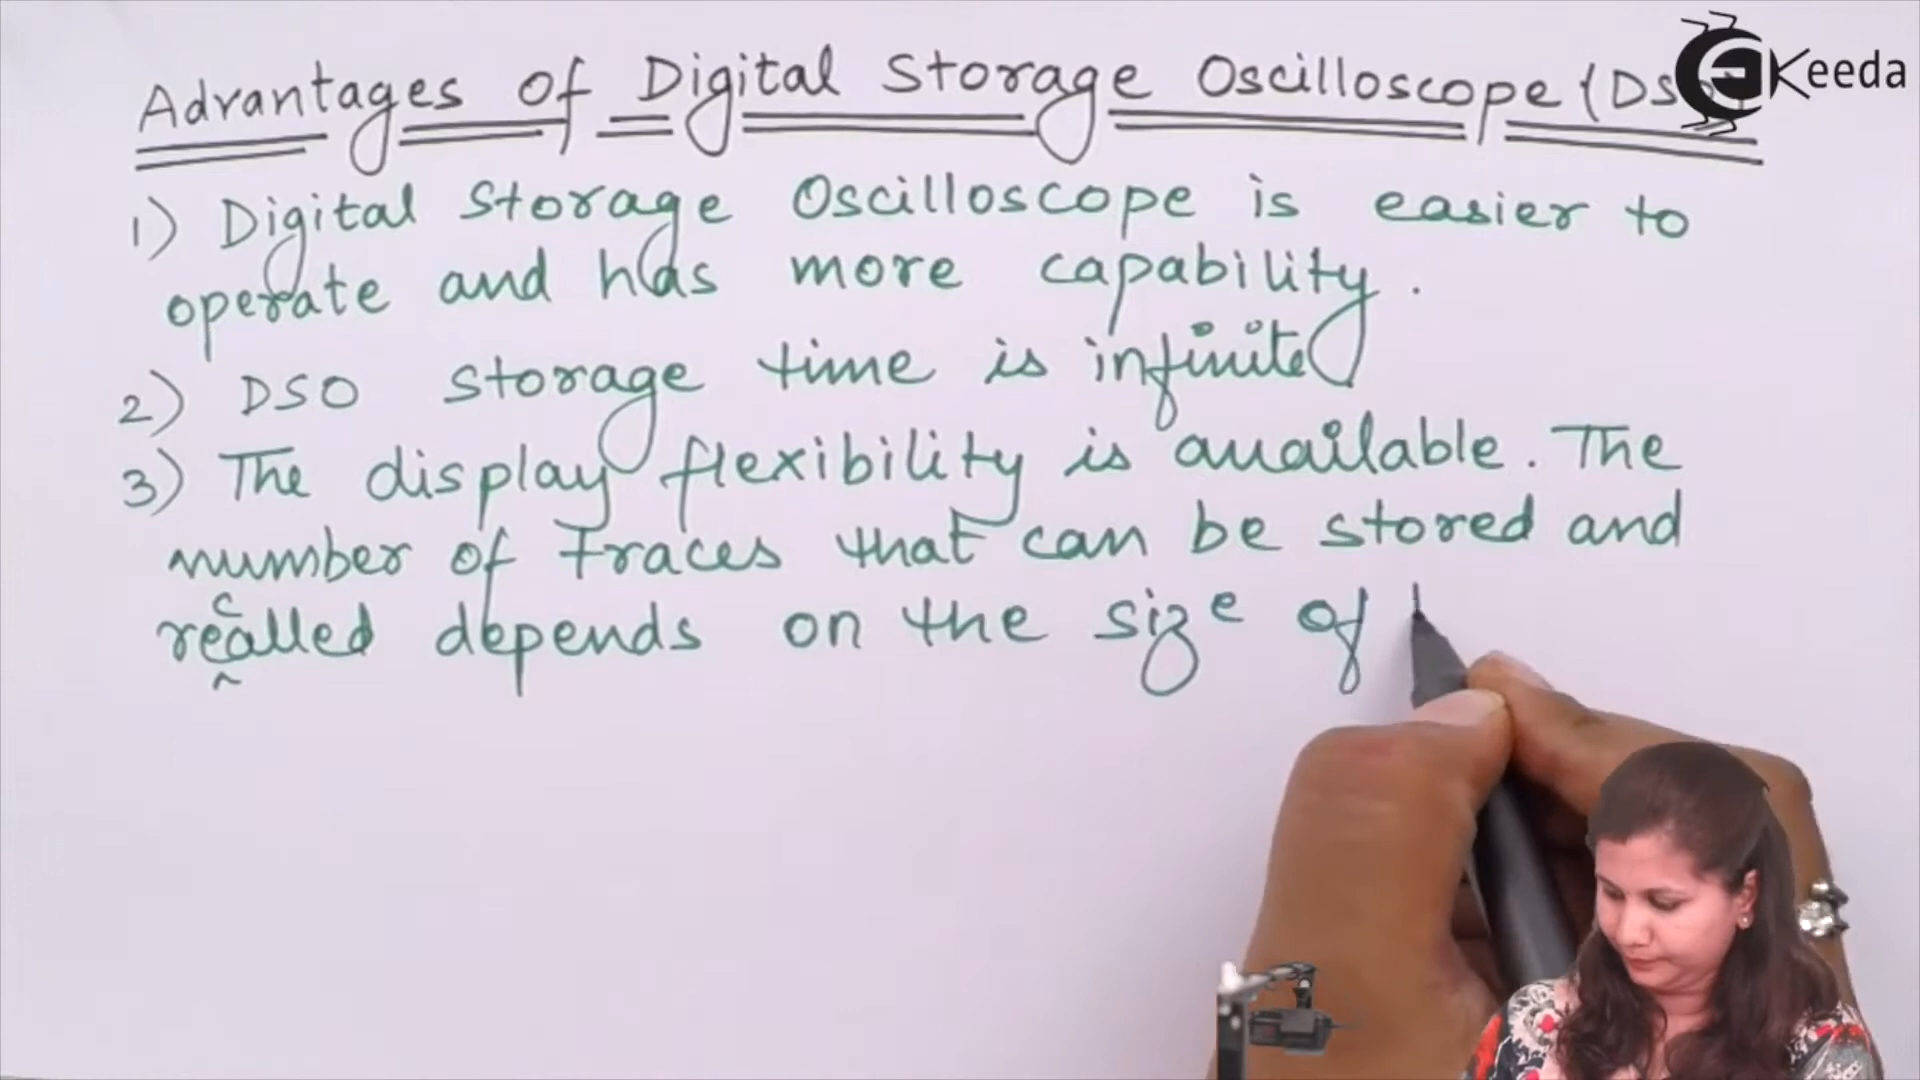 Advantages of Digital Storage Oscilloscope (DSO)
Keeda
1) Digital Storage Oscilloscope is easier to
operate and has more capability.
2) DSO storage time is infinite
3) The display flexibility is available. The
number of traces that can be stored and
recalled depends on the size of